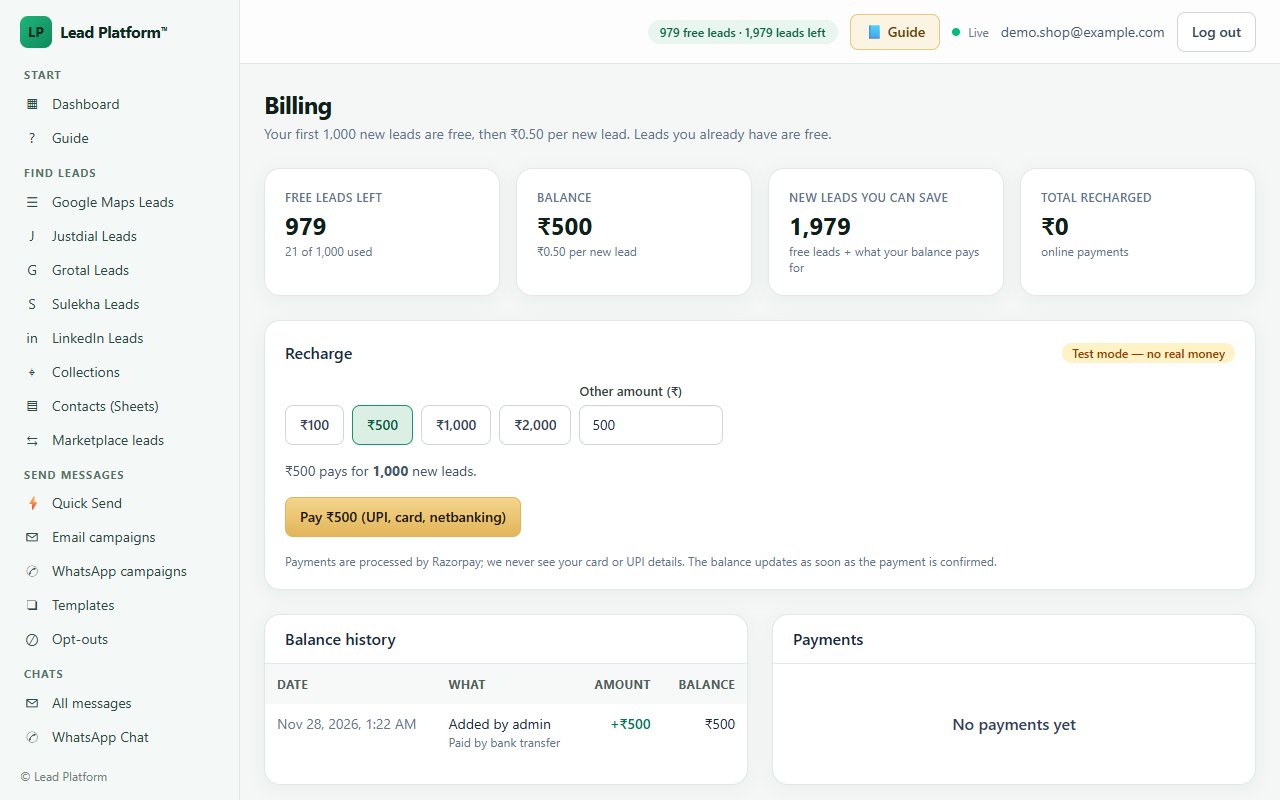 LP Lead Platform™
START
Dashboard
? Guide
FIND LEADS
Google Maps Leads
J Justdial Leads
G Grotal Leads
S Sulekha Leads
in LinkedIn Leads
Collections
Contacts (Sheets)
Marketplace leads
SEND MESSAGES
Quick Send
Email campaigns
WhatsApp campaigns
Templates
Opt-outs
CHATS
All messages
WhatsApp Chat
© Lead Platform
979 free leads · 1,979 leads left
Guide
Live
demo.shop@example.com
Log out
Billing
Your first 1,000 new leads are free, then ₹0.50 per new lead. Leads you already have are free.
FREE LEADS LEFT
979
21 of 1,000 used
BALANCE
₹500
₹0.50 per new lead
NEW LEADS YOU CAN SAVE
1,979
free leads + what your balance pays
for
TOTAL RECHARGED
₹0
online payments
Recharge
Test mode — no real money
Other amount (₹)
₹100 ₹500 ₹1,000 ₹2,000 500
₹500 pays for 1,000 new leads.
Pay ₹500 (UPI, card, netbanking)
Payments are processed by Razorpay; we never see your card or UPI details. The balance updates as soon as the payment is confirmed.
Balance history
DATE WHAT AMOUNT BALANCE
Nov 28, 2026, 1:22 AM Added by admin +₹500 ₹500
Paid by bank transfer
Payments
No payments yet